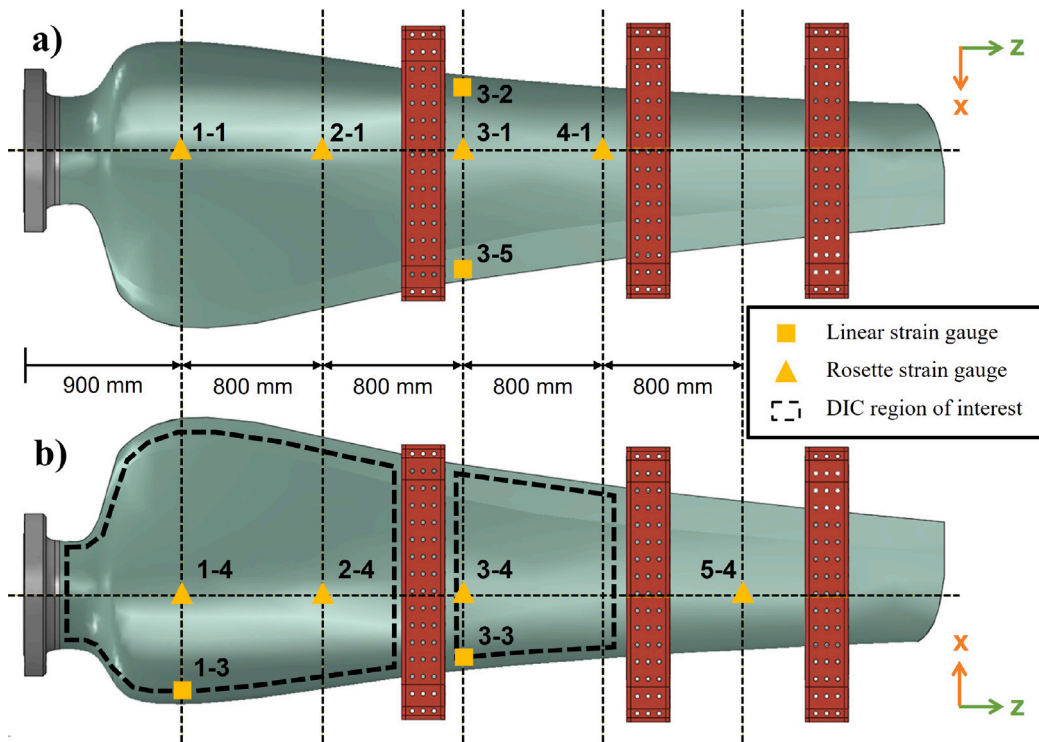 a)
z
x
3-2
1-1
2-1
3-1
4-1
3-5
Linear strain gauge
Rosette strain gauge
DIC region of interest
900 mm
800 mm
800 mm
800 mm
800 mm
b)
1-4
2-4
3-4
5-4
3-3
1-3
x
z